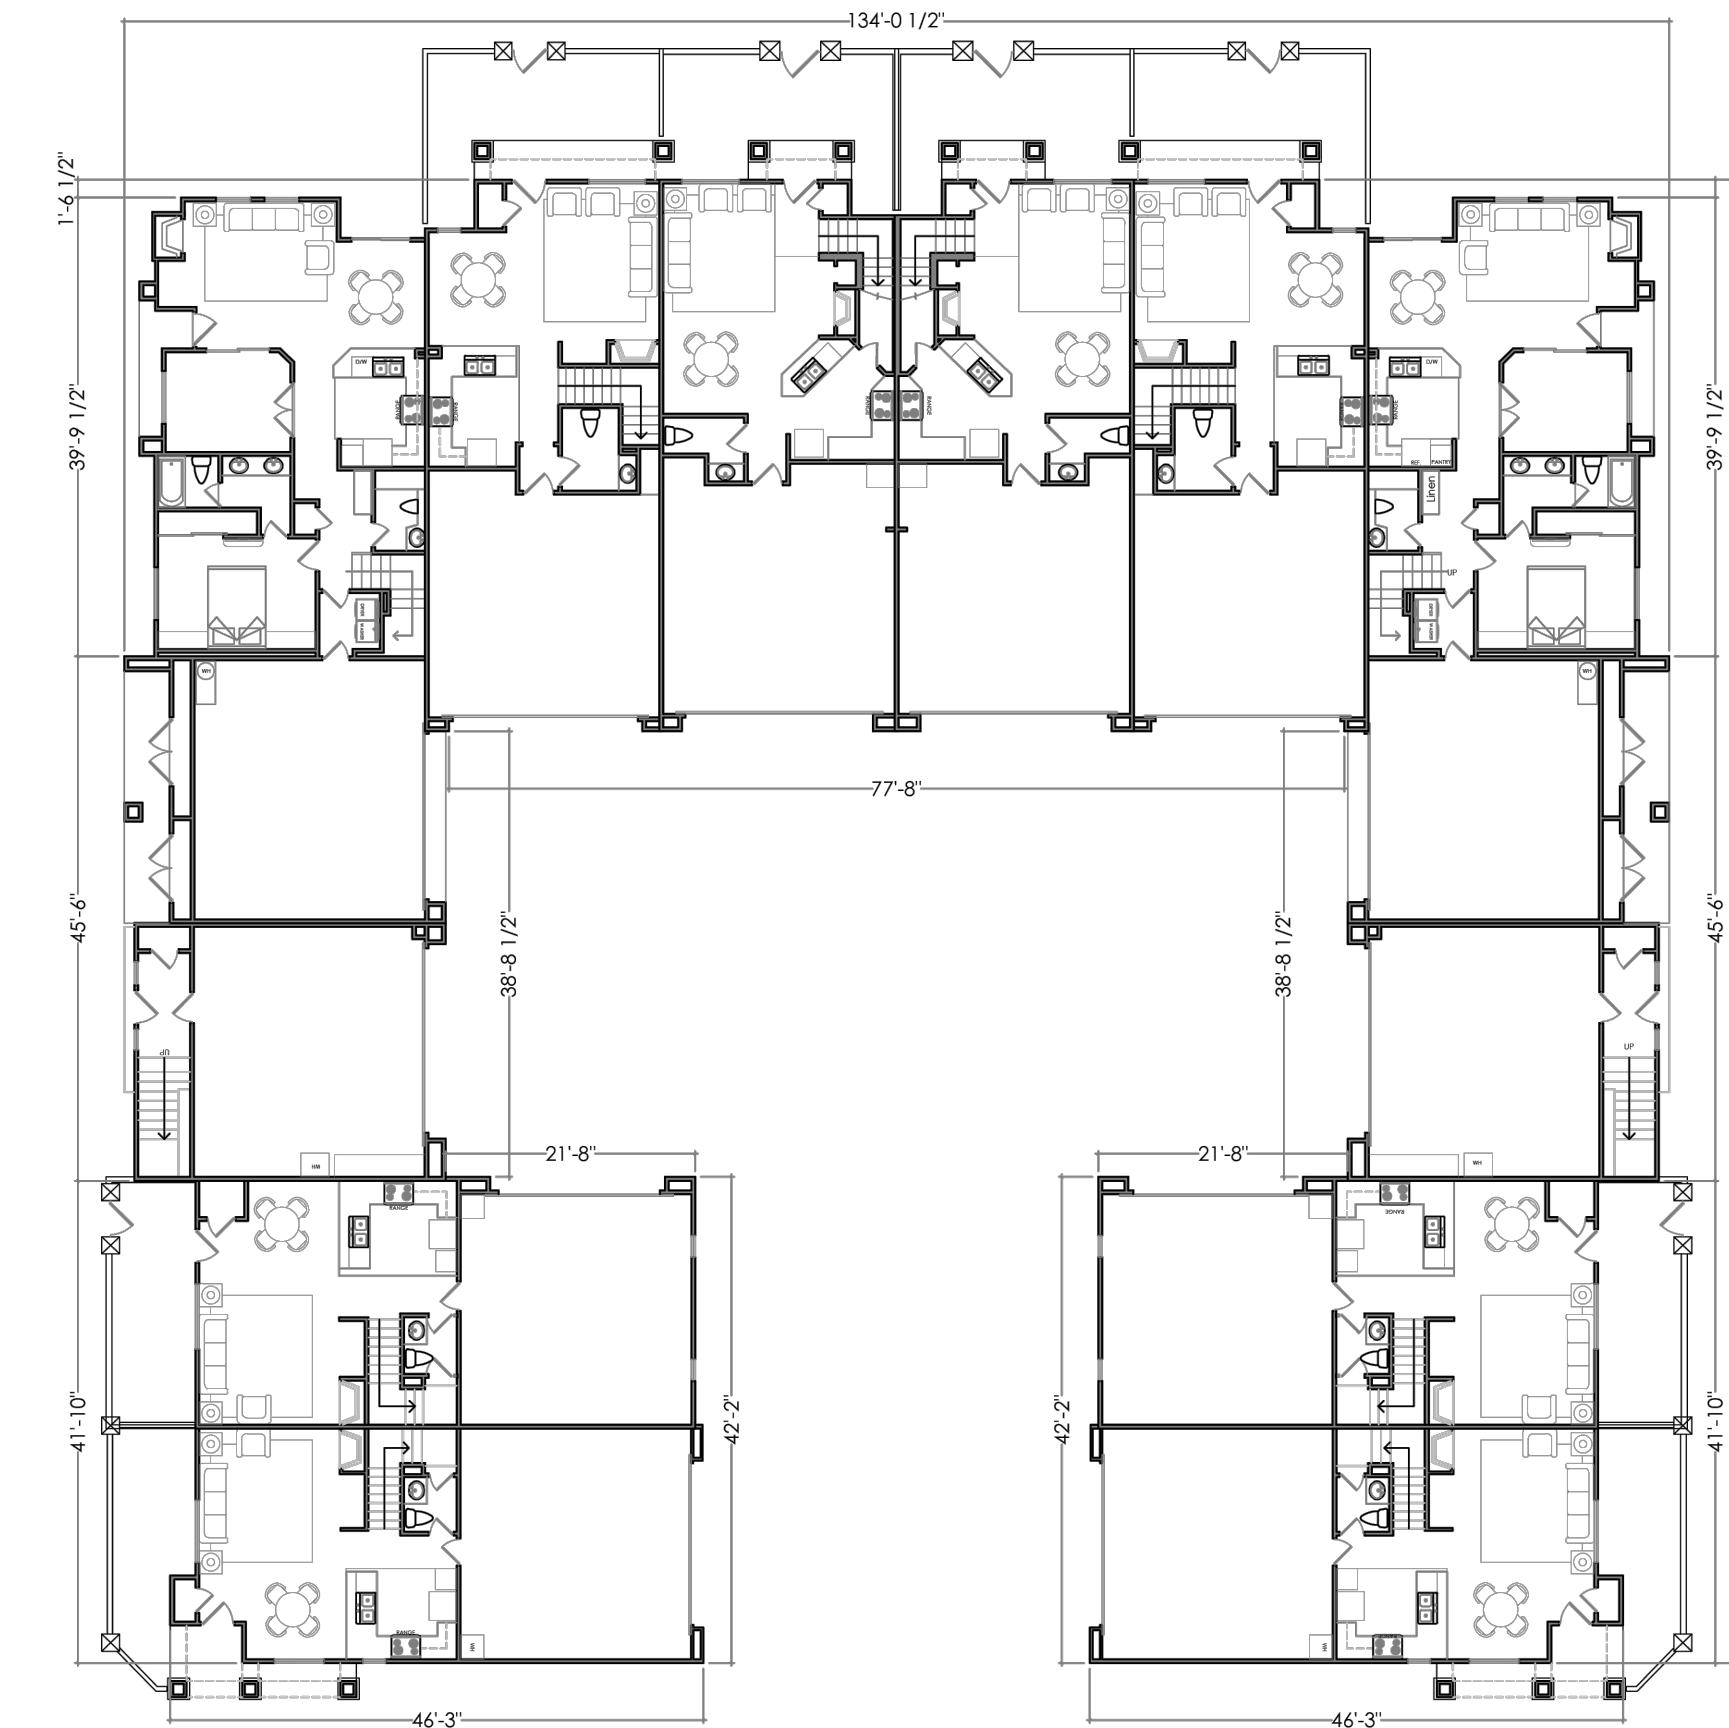 134'-0 1/2"
1'-6 1/2"
39'-9 1/2"
39'-9 1/2"
D/W
D/W
RANGE
RANGE
RANGE
RANGE
RANGE
REF.
PANTRY
Linen
UP
DRYER
WASHER
DRYER
WASHER
WH
WH
77'-8"
45'-6"
38'-8 1/2"
38'-8 1/2"
45'-6"
UP
UP
21'-8"
21'-8"
WH
WH
RANGE
RANGE
41'-10"
42'-2"
42'-2"
41'-10"
RANGE
RANGE
WH
WH
46'-3"
46'-3"